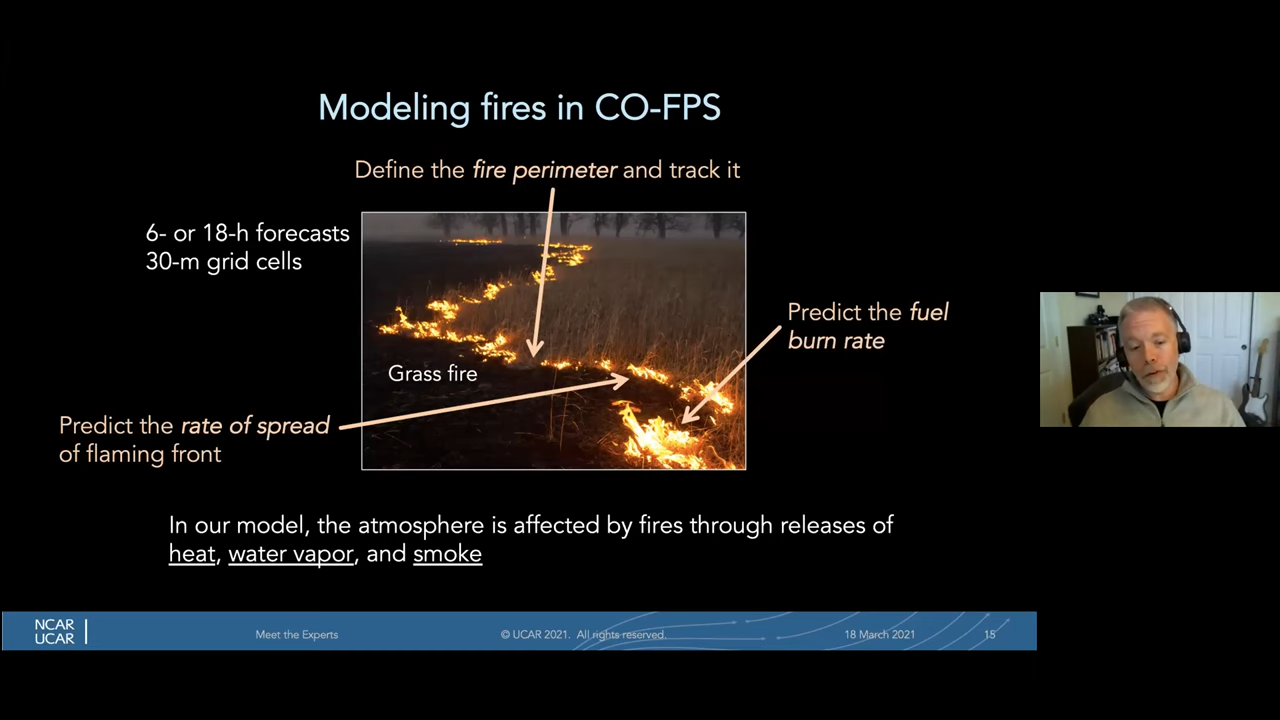 Modeling fires in CO-FPS
Define the fire perimeter and track it
6- or 18-h forecasts
30-m grid cells
Predict the fuel
burn rate
Grass fire
Predict the rate of spread
of flaming front
In our model, the atmosphere is affected by fires through releases of
heat, water vapor, and smoke
NCAR
UCAR
Meet the Experts
© UCAR 2021. All rights reserved.
18 March 2021
15